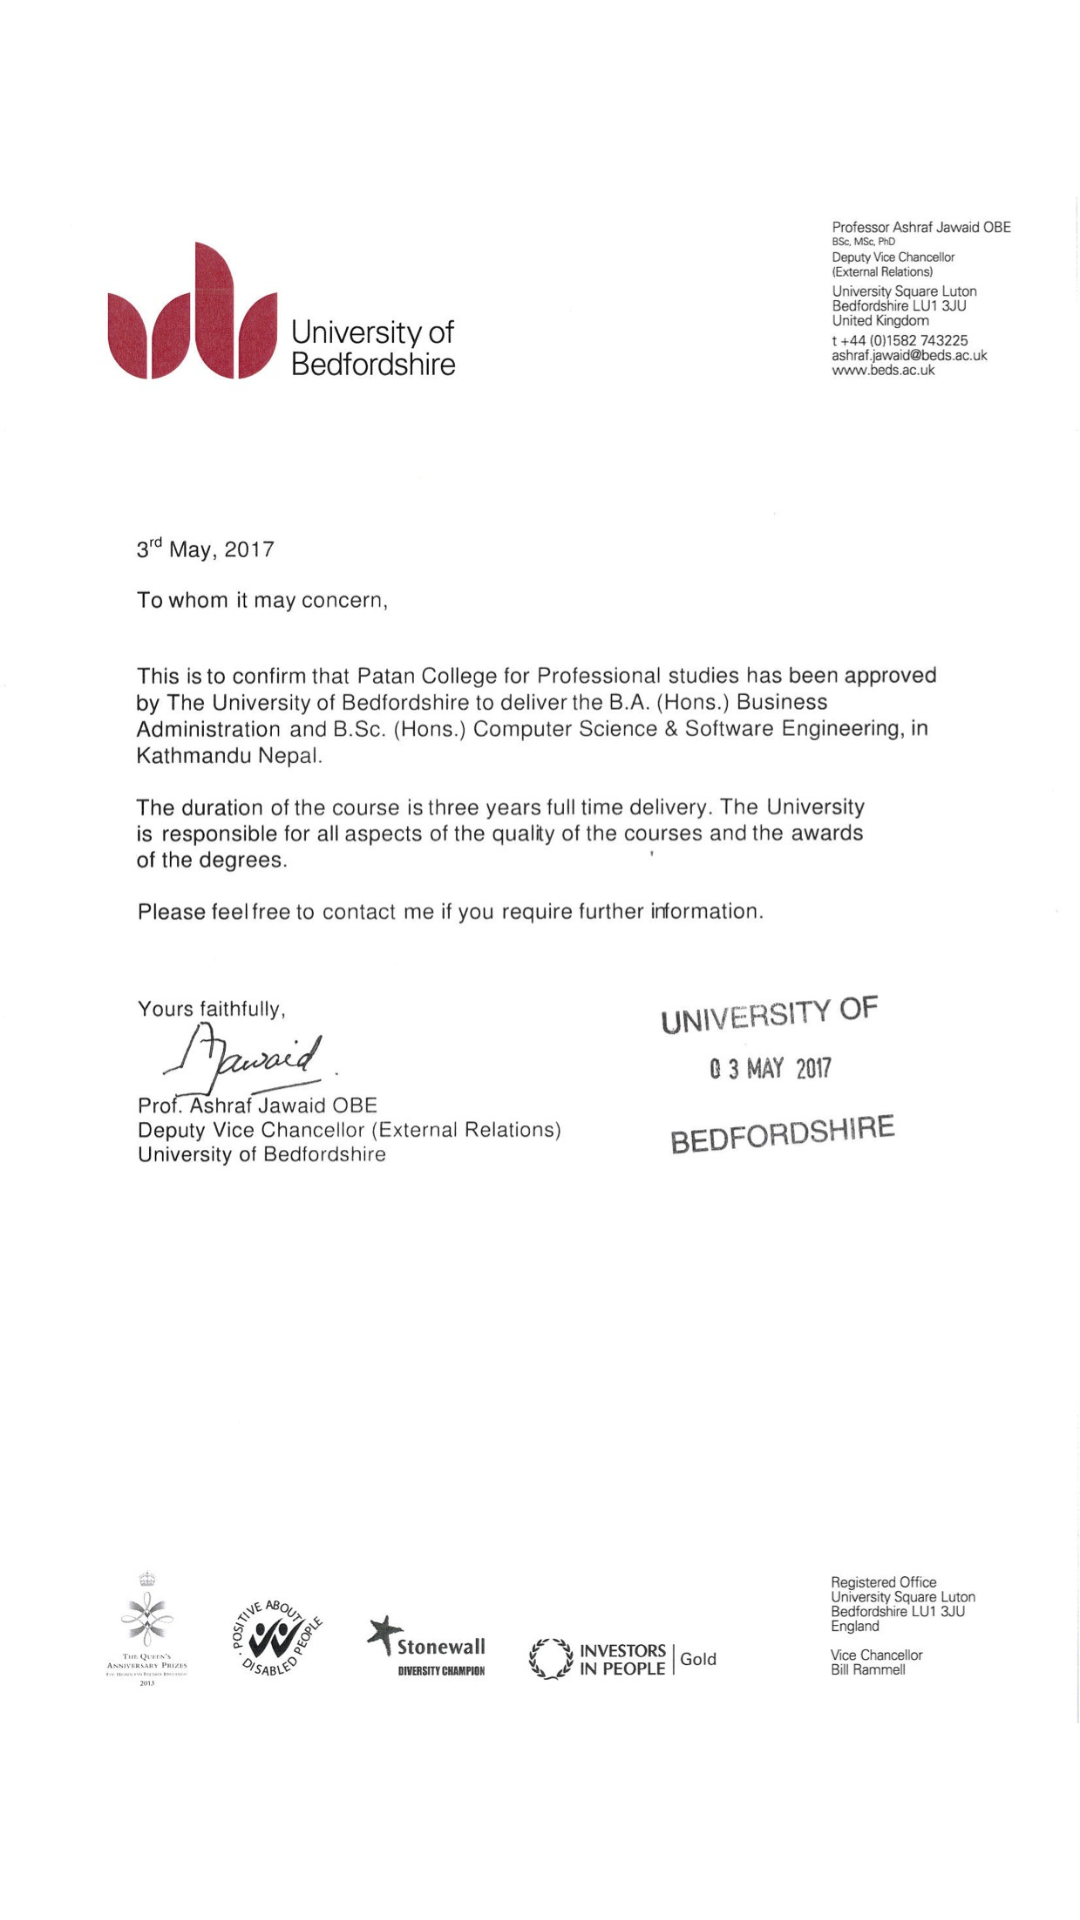 Professor Ashraf Jawaid OBE
BSc, MSc, PhD
Deputy Vice Chancellor
(External Relations)
University Square Luton
Bedfordshire LU1 3JU
United Kingdom
t +44 (0)1582 743225
ashraf.jawaid@beds.ac.uk
www.beds.ac.uk
University of
Bedfordshire
3rd May, 2017
To whom it may concern,
This is to confirm that Patan College for Professional studies has been approved
by The University of Bedfordshire to deliver the B.A. (Hons.) Business
Administration and B.Sc. (Hons.) Computer Science & Software Engineering, in
Kathmandu Nepal.
The duration of the course is three years full time delivery. The University
is responsible for all aspects of the quality of the courses and the awards
of the degrees.
Please feel free to contact me if you require further information.
Yours faithfully,
AJawaid
Prof. Ashraf Jawaid OBE
Deputy Vice Chancellor (External Relations)
University of Bedfordshire
UNIVERSITY OF
03 MAY 2017
BEDFORDSHIRE
THE QUEEN'S
ANNIVERSARY PRIZES
2013
POSITIVE ABOUT
DISABLED PEOPLE
Stonewall
DIVERSITY CHAMPION
INVESTORS
IN PEOPLE
Gold
Registered Office
University Square Luton
Bedfordshire LU1 3JU
England
Vice Chancellor
Bill Rammell